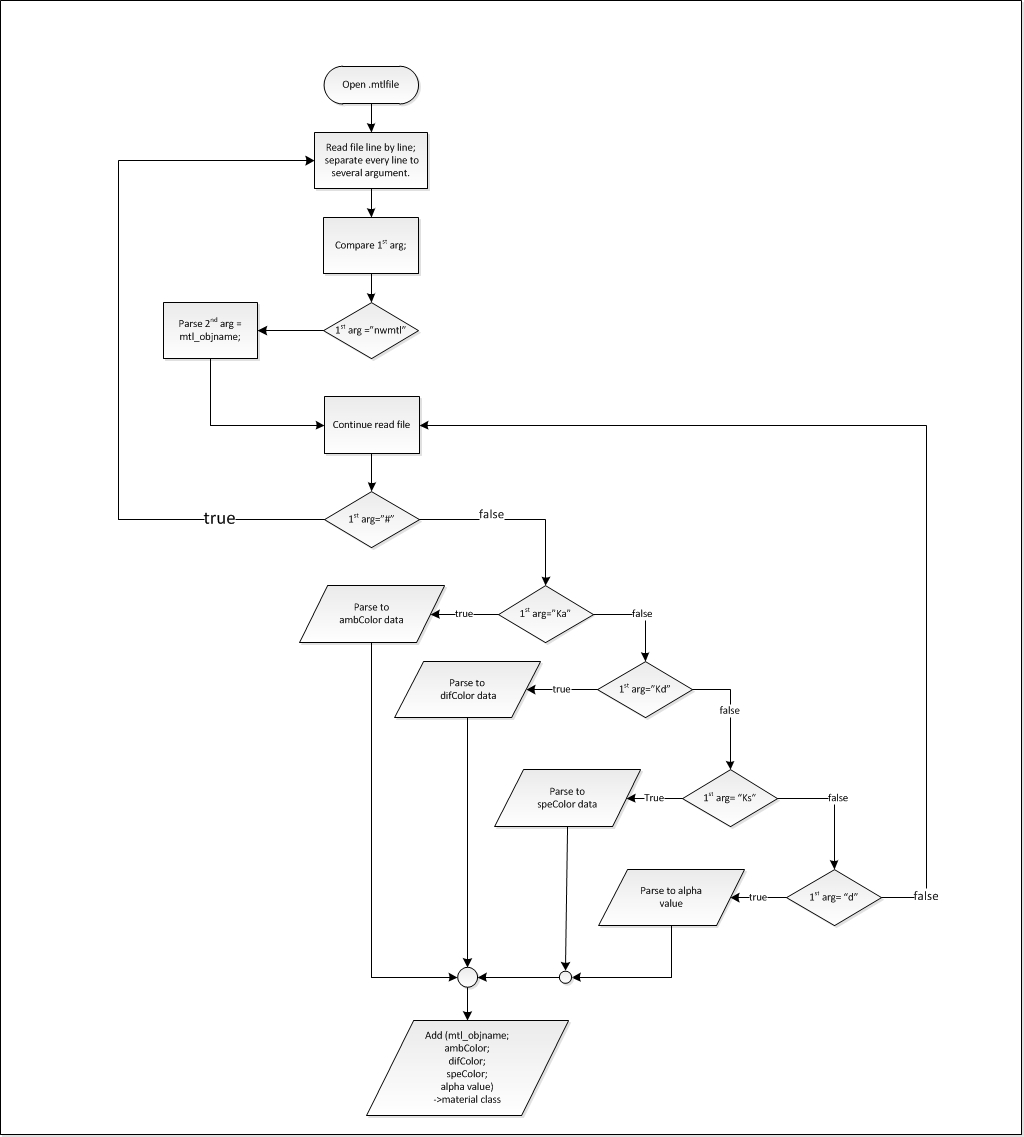 Open .mtlfile
Read file line by line;
separate every line to
several argument.
Compare 1st arg;
1st arg ="nwmtl"
Parse 2nd arg =
mtl_objname;
Continue read file
1st arg="#"
true
false
1st arg="Ka"
true
false
Parse to
ambColor data
1st arg="Kd"
true
false
Parse to
difColor data
1st arg= "Ks"
True
false
Parse to
speColor data
1st arg= "d"
true
false
Parse to alpha
value
Add (mtl_objname;
ambColor;
difColor;
speColor;
alpha value)
->material class